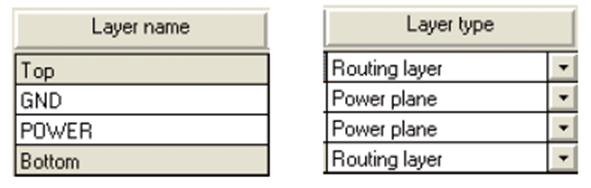 Layer name Layer type
Top Routing layer
GND Power plane
POWER Power plane
Bottom Routing layer